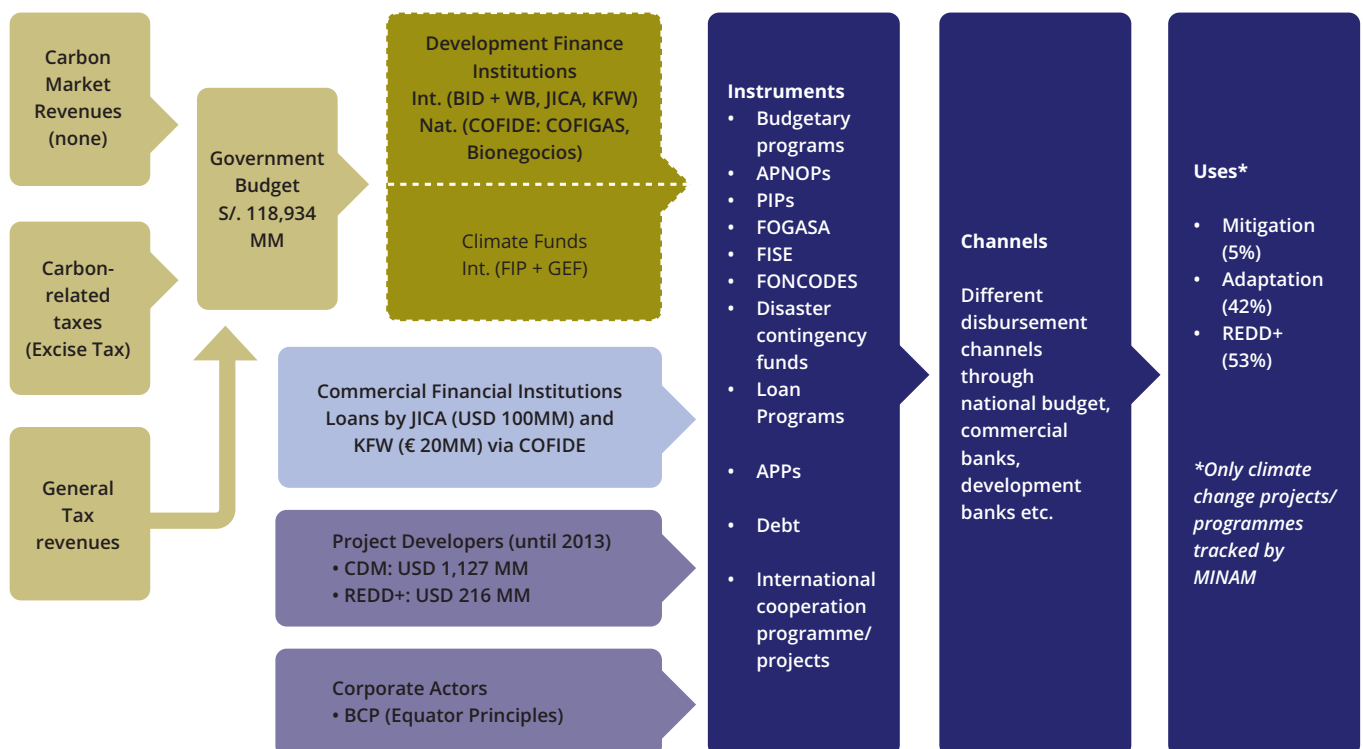 Carbon
Market
Revenues
(none)
Carbon-
related
taxes
(Excise Tax)
General
Tax
revenues
Government
Budget
S/. 118,934
MM
Development Finance
Institutions
Int. (BID + WB, JICA, KFW)
Nat. (COFIDE: COFIGAS,
Bionegocios)
Climate Funds
Int. (FIP + GEF)
Commercial Financial Institutions
Loans by JICA (USD 100MM) and
KFW (€ 20MM) via COFIDE
Project Developers (until 2013)
• CDM: USD 1,127 MM
• REDD+: USD 216 MM
Corporate Actors
• BCP (Equator Principles)
Instruments
• Budgetary
programs
• APNOPs
• PIPs
• FOGASA
• FISE
• FONCODES
• Disaster
contingency
funds
• Loan
Programs
• APPs
• Debt
• International
cooperation
programme/
projects
Channels
Different
disbursement
channels
through
national budget,
commercial
banks,
development
banks etc.
Uses*
• Mitigation
(5%)
• Adaptation
(42%)
• REDD+
(53%)
*Only climate
change projects/
programmes
tracked by
MINAM